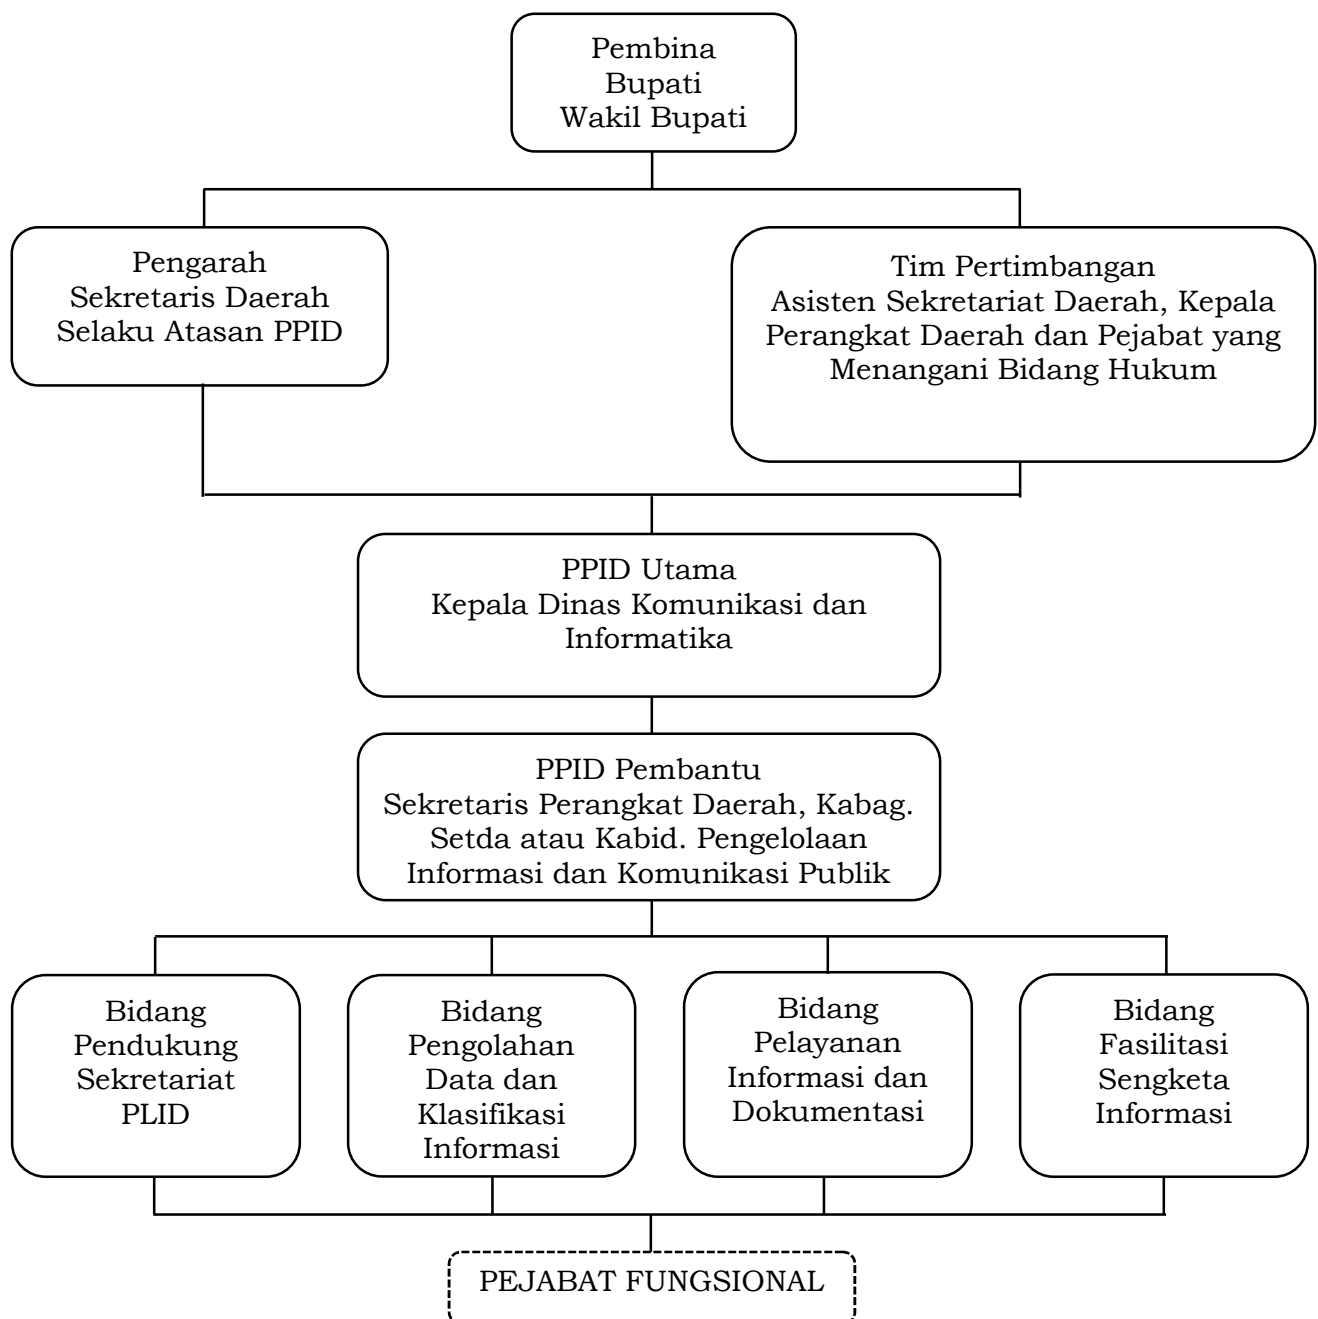 Pembina
Bupati
Wakil Bupati
Pengarah
Sekretaris Daerah
Selaku Atasan PPID
Tim Pertimbangan
Asisten Sekretariat Daerah, Kepala
Perangkat Daerah dan Pejabat yang
Menangani Bidang Hukum
PPID Utama
Kepala Dinas Komunikasi dan
Informatika
PPID Pembantu
Sekretaris Perangkat Daerah, Kabag.
Setda atau Kabid. Pengelolaan
Informasi dan Komunikasi Publik
Bidang
Pendukung
Sekretariat
PLID
Bidang
Pengolahan
Data dan
Klasifikasi
Informasi
Bidang
Pelayanan
Informasi dan
Dokumentasi
Bidang
Fasilitasi
Sengketa
Informasi
PEJABAT FUNGSIONAL